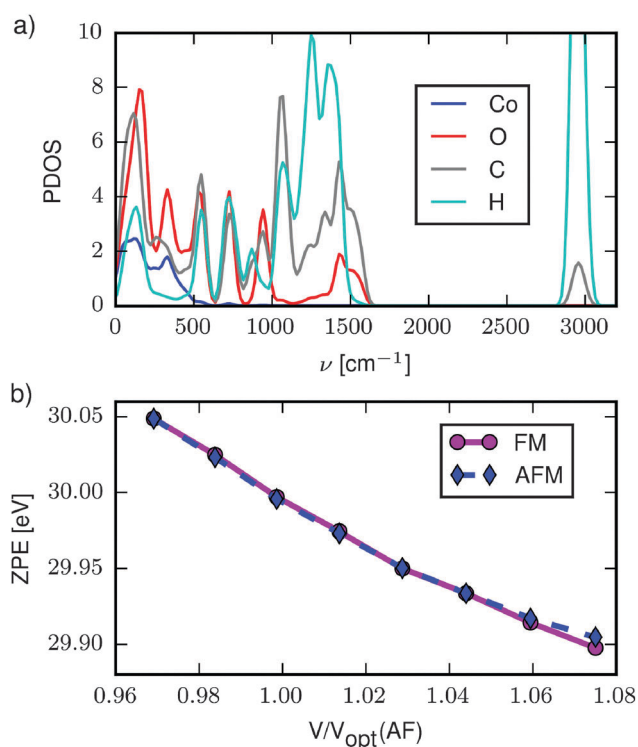 a)
PDOS
10
8
6
4
2
0
Co
O
C
H
0 500 1000 1500 2000 2500 3000
ν [cm⁻¹]
b)
ZPE [eV]
30.05
30.00
29.95
29.90
FM
AFM
0.96 0.98 1.00 1.02 1.04 1.06 1.08
V/V_opt(AF)